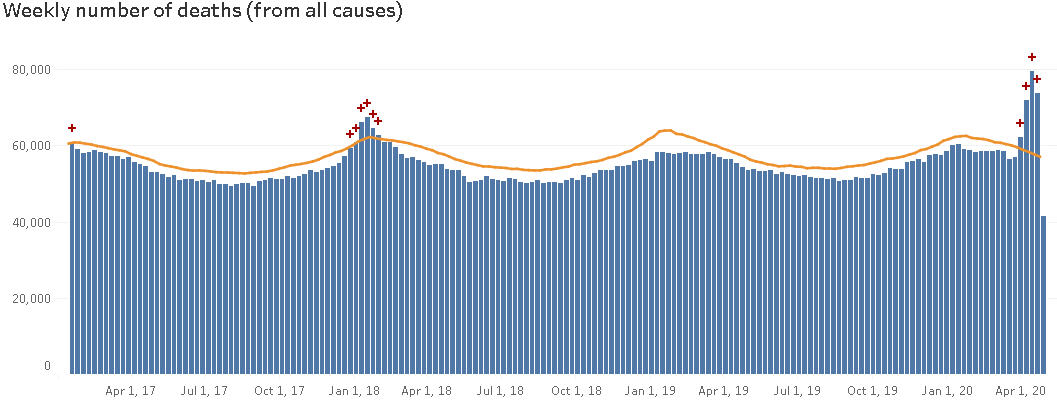 Weekly number of deaths (from all causes)
80,000
60,000
40,000
20,000
0
Apr 1, 17 Jul 1, 17 Oct 1, 17 Jan 1, 18 Apr 1, 18 Jul 1, 18 Oct 1, 18 Jan 1, 19 Apr 1, 19 Jul 1, 19 Oct 1, 19 Jan 1, 20 Apr 1, 20